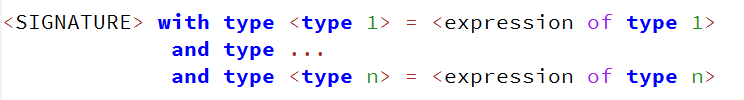 <SIGNATURE> with type <type 1> = <expression of type 1>
and type ...
and type <type n> = <expression of type n>